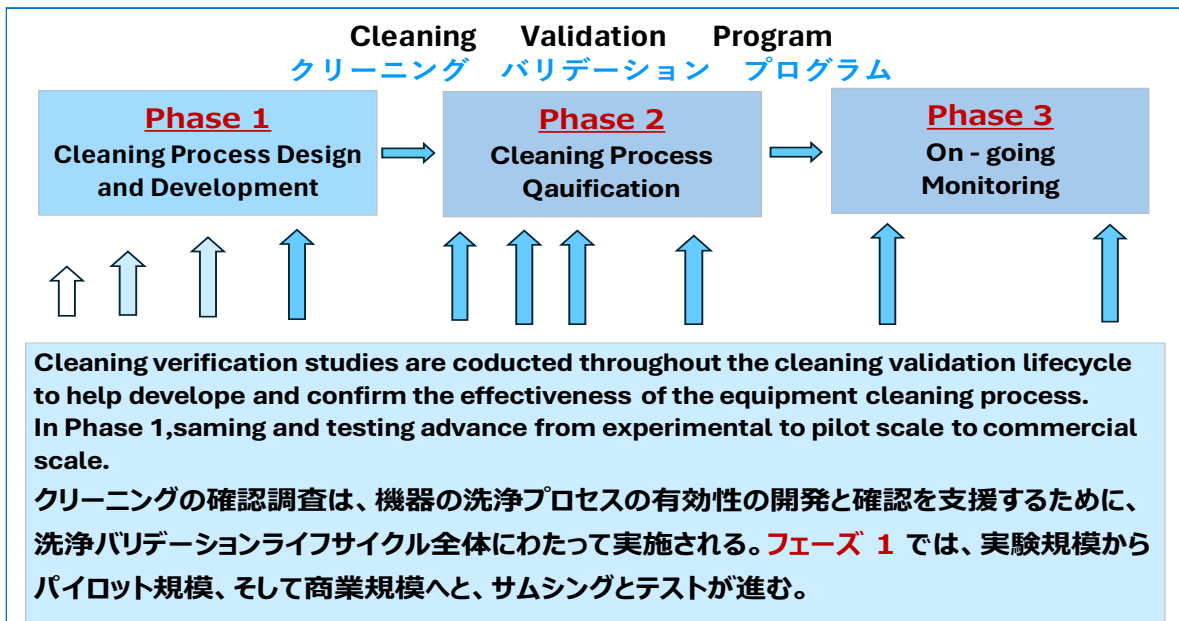 Cleaning Validation Program
クリーニング バリデーション プログラム
Phase 1
Cleaning Process Design
and Development
Phase 2
Cleaning Process
Qauification
Phase 3
On - going
Monitoring
Cleaning verification studies are coducted throughout the cleaning validation lifecycle
to help develope and confirm the effectiveness of the equipment cleaning process.
In Phase 1,saming and testing advance from experimental to pilot scale to commercial
scale.
クリーニングの確認調査は、機器の洗浄プロセスの有効性の開発と確認を支援するために、
洗浄バリデーションライフサイクル全体にわたって実施される。フェーズ 1 では、実験規模から
パイロット規模、そして商業規模へと、サムシングとテストが進む。